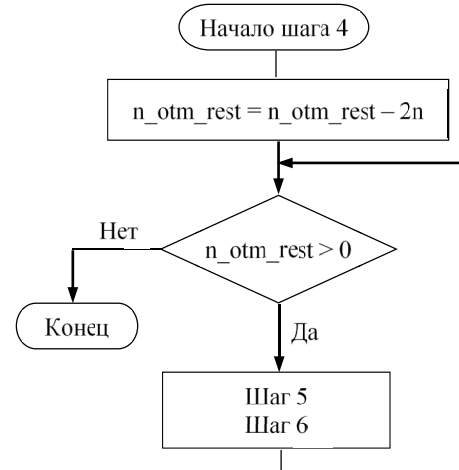 Начало шага 4
n_otm_rest = n_otm_rest – 2n
n_otm_rest > 0
Нет
Конец
Да
Шаг 5
Шаг 6